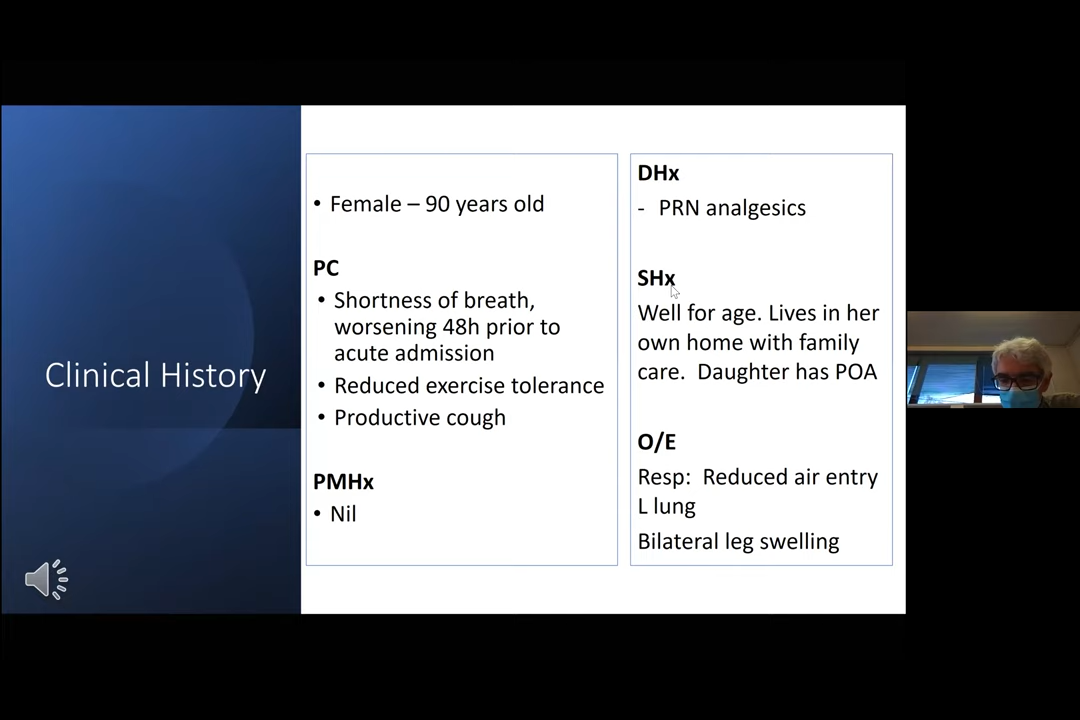 Clinical History
• Female – 90 years old
PC
• Shortness of breath,
worsening 48h prior to
acute admission
• Reduced exercise tolerance
• Productive cough
PMHx
• Nil
DHx
- PRN analgesics
SHx
Well for age. Lives in her
own home with family
care. Daughter has POA
O/E
Resp: Reduced air entry
L lung
Bilateral leg swelling